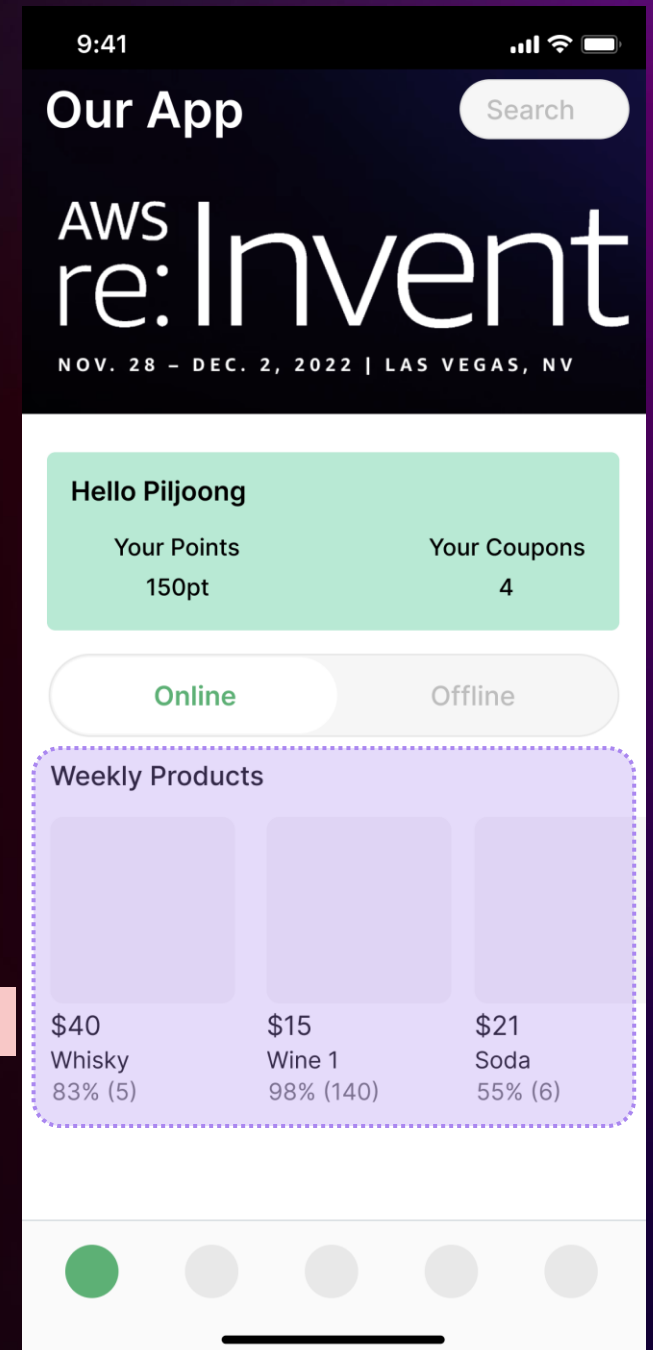 9:41
Our App
Search
AWS
re:Invent
NOV. 28 – DEC. 2, 2022 | LAS VEGAS, NV
Hello Piljoong
Your Points Your Coupons
150pt 4
Online Offline
Weekly Products
$40 $15 $21
Whisky Wine 1 Soda
83% (5) 98% (140) 55% (6)